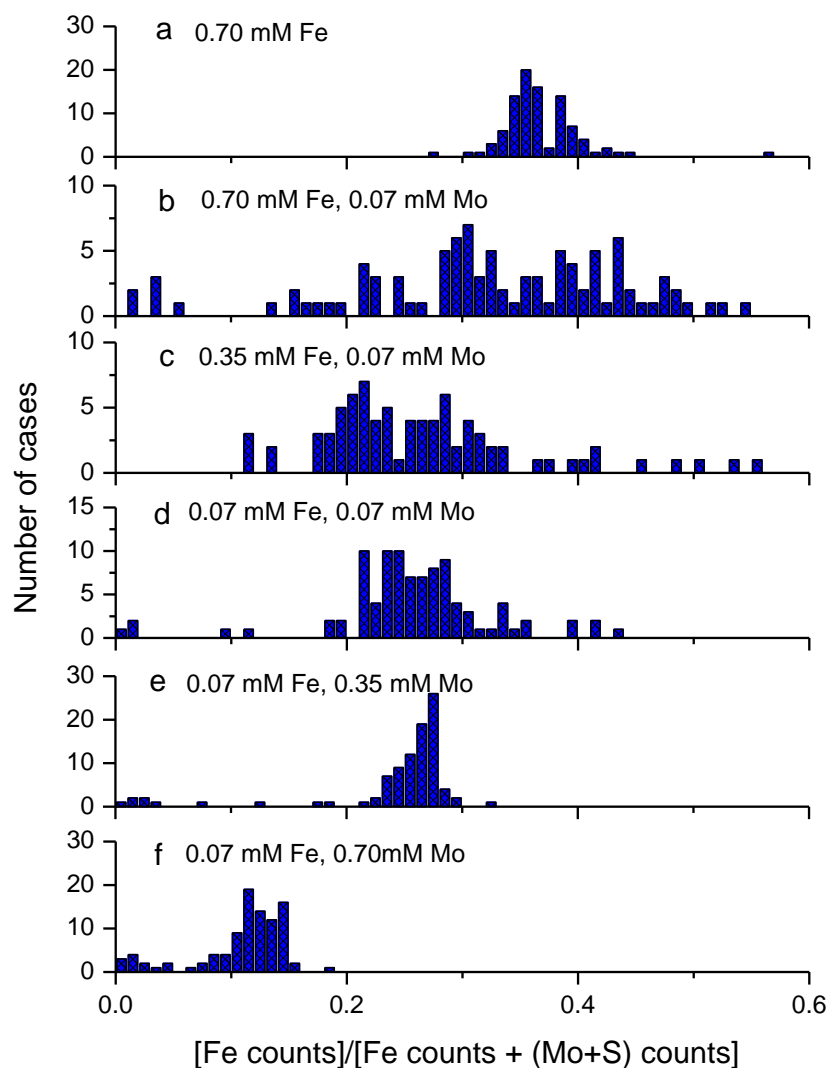 30
a 0.70 mM Fe
20
10
0
10
b 0.70 mM Fe, 0.07 mM Mo
5
0
10
c 0.35 mM Fe, 0.07 mM Mo
5
0
15
d 0.07 mM Fe, 0.07 mM Mo
10
5
0
30
e 0.07 mM Fe, 0.35 mM Mo
20
10
0
30
f 0.07 mM Fe, 0.70mM Mo
20
10
0
Number of cases
0.0 0.2 0.4 0.6
[Fe counts]/[Fe counts + (Mo+S) counts]